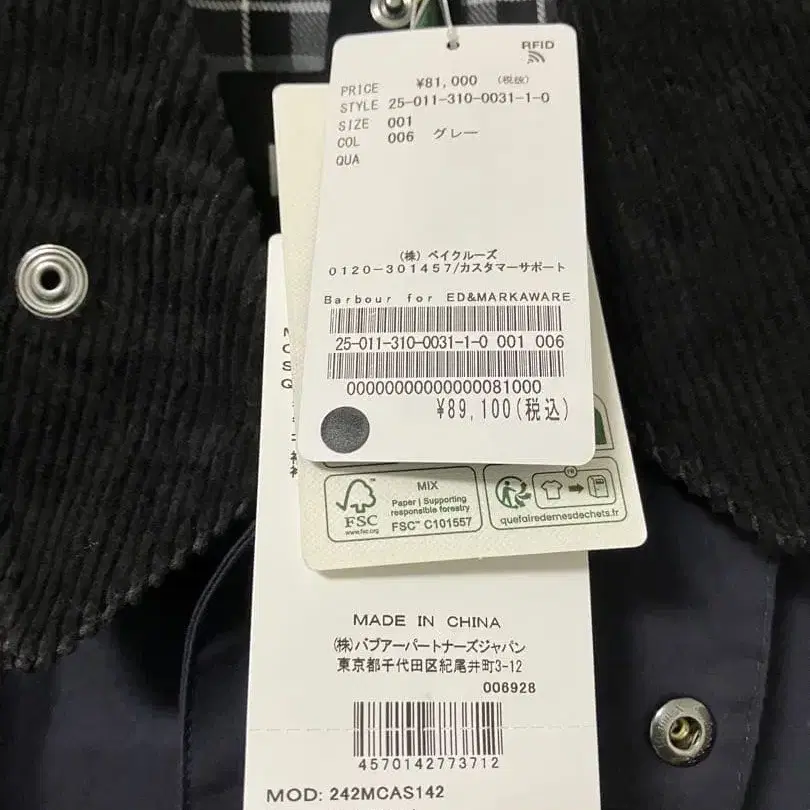 RFID
PRICE ¥81,000 (税抜)
STYLE 25-011-310-0031-1-0
SIZE 001
COL 006 グレー
QUA
(株) ベイクルーズ
0120-301457/カスタマーサポート
Barbour for ED&MARKAWARE
25-011-310-0031-1-0 001 006
00000000000000081000
¥89,100(税込)
MIX
Paper | Supporting
responsible forestry
FSC™ C101557
FSC
www.fsc.org
FR
quefairedemesdechets.fr
MADE IN CHINA
(株)バブアーパートナーズジャパン
東京都千代田区紀尾井町3-12
006928
4570142773712
MOD: 242MCAS142